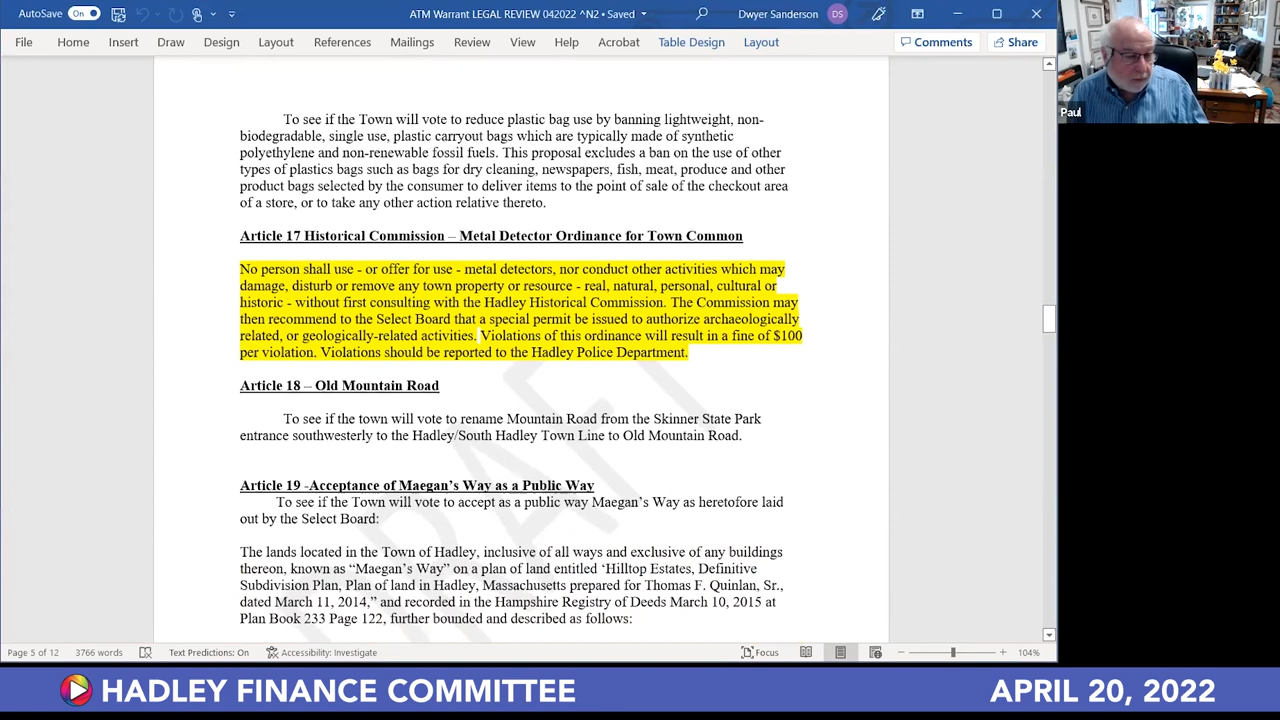 AutoSave On ATM Warrant LEGAL REVIEW 042022 ^N2 • Saved Dwyer Sanderson DS
File Home Insert Draw Design Layout References Mailings Review View Help Acrobat Table Design Layout Comments Share
To see if the Town will vote to reduce plastic bag use by banning lightweight, non-
biodegradable, single use, plastic carryout bags which are typically made of synthetic
polyethylene and non-renewable fossil fuels. This proposal excludes a ban on the use of other
types of plastics bags such as bags for dry cleaning, newspapers, fish, meat, produce and other
product bags selected by the consumer to deliver items to the point of sale of the checkout area
of a store, or to take any other action relative thereto.
Article 17 Historical Commission – Metal Detector Ordinance for Town Common
No person shall use - or offer for use - metal detectors, nor conduct other activities which may
damage, disturb or remove any town property or resource - real, natural, personal, cultural or
historic - without first consulting with the Hadley Historical Commission. The Commission may
then recommend to the Select Board that a special permit be issued to authorize archaeologically
related, or geologically-related activities. Violations of this ordinance will result in a fine of $100
per violation. Violations should be reported to the Hadley Police Department.
Article 18 – Old Mountain Road
To see if the town will vote to rename Mountain Road from the Skinner State Park
entrance southwesterly to the Hadley/South Hadley Town Line to Old Mountain Road.
Article 19 -Acceptance of Maegan's Way as a Public Way
To see if the Town will vote to accept as a public way Maegan's Way as heretofore laid
out by the Select Board:
The lands located in the Town of Hadley, inclusive of all ways and exclusive of any buildings
thereon, known as “Maegan's Way” on a plan of land entitled ‘Hilltop Estates, Definitive
Subdivision Plan, Plan of land in Hadley, Massachusetts prepared for Thomas F. Quinlan, Sr.,
dated March 11, 2014,” and recorded in the Hampshire Registry of Deeds March 10, 2015 at
Plan Book 233 Page 122, further bounded and described as follows:
DRAFT
Page 5 of 12 3766 words Text Predictions: On Accessibility: Investigate Focus 104%
Paul
HADLEY FINANCE COMMITTEE APRIL 20, 2022